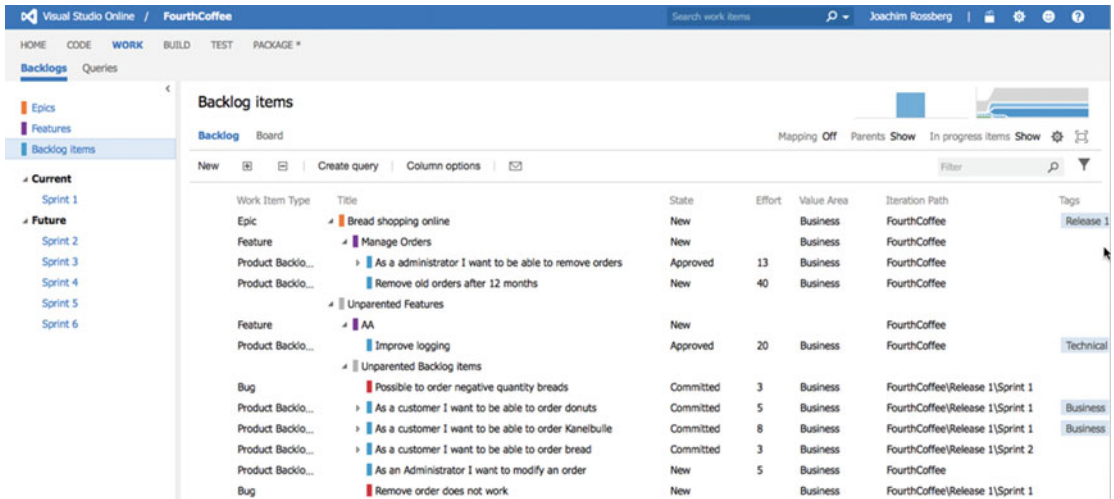 Visual Studio Online / FourthCoffee Search work items Joachim Rossberg |
HOME CODE WORK BUILD TEST PACKAGE *
Backlogs Queries
Epics
Features
Backlog items
Current
Sprint 1
Future
Sprint 2
Sprint 3
Sprint 4
Sprint 5
Sprint 6
Backlog items
Backlog Board Mapping Off Parents Show In progress items Show
New Create query Column options Filter
Work Item Type Title State Effort Value Area Iteration Path Tags
Epic Bread shopping online New Business FourthCoffee Release 1
Feature Manage Orders New Business FourthCoffee
Product Backlo... As a administrator I want to be able to remove orders Approved 13 Business FourthCoffee
Product Backlo... Remove old orders after 12 months New 40 Business FourthCoffee
Unparented Features
Feature AA New FourthCoffee
Product Backlo... Improve logging Approved 20 Business FourthCoffee Technical
Unparented Backlog items
Bug Possible to order negative quantity breads Committed 3 Business FourthCoffee\Release 1\Sprint 1
Product Backlo... As a customer I want to be able to order donuts Committed 5 Business FourthCoffee\Release 1\Sprint 1 Business
Product Backlo... As a customer I want to be able to order Kanelbulle Committed 8 Business FourthCoffee\Release 1\Sprint 1 Business
Product Backlo... As a customer I want to be able to order bread Committed 3 Business FourthCoffee\Release 1\Sprint 2
Product Backlo... As an Administrator I want to modify an order New 5 Business FourthCoffee
Bug Remove order does not work New Business FourthCoffee\Release 1\Sprint 1